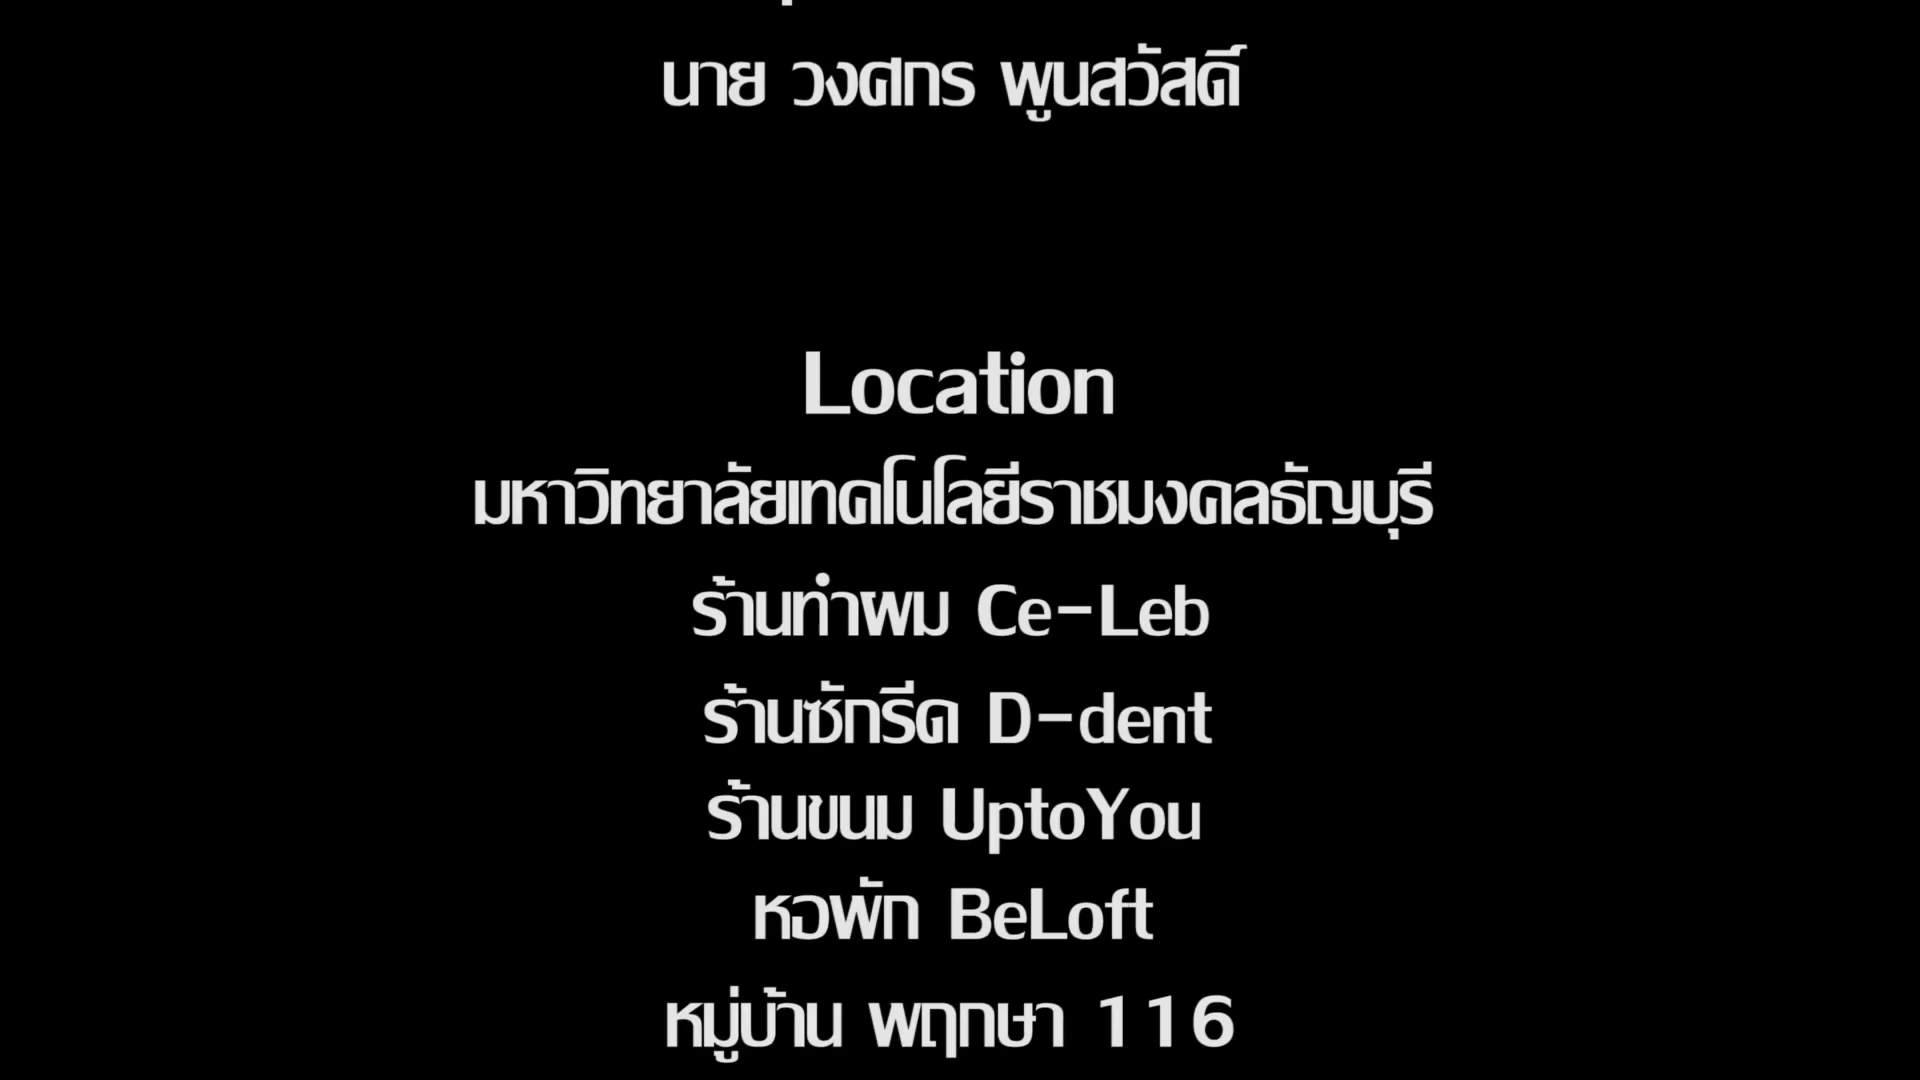 นาย วงศกร พูนสวัสดิ์
Location
มหาวิทยาลัยเทคโนโลยีราชมงคลธัญบุรี
ร้านทำผม Ce-Leb
ร้านซักรีด D-dent
ร้านขนม UptoYou
หอพัก BeLoft
หมู่บ้าน พฤกษา 116